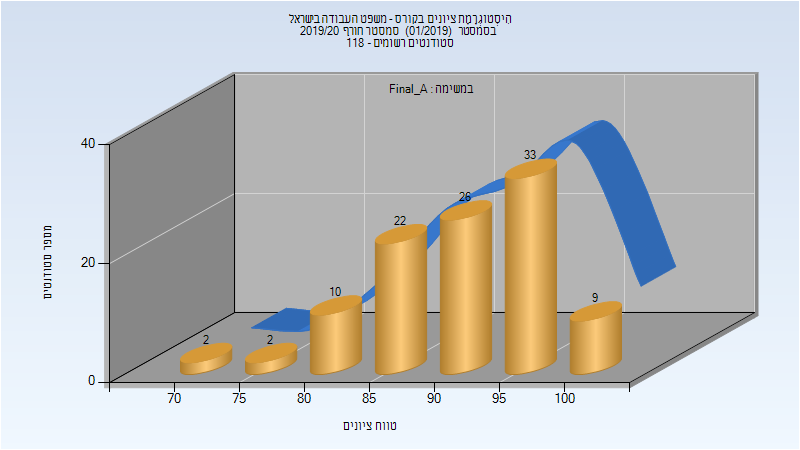 היסטוגרמת ציונים בקורס - משפט העבודה בישראל
בסמסטר (01/2019) סמסטר חורף 2019/20
סטודנטים רשומים - 118
במשימה : Final_A
מספר סטודנטים
40
20
0
2
2
10
22
26
33
9
70
75
80
85
90
95
100
טווח ציונים